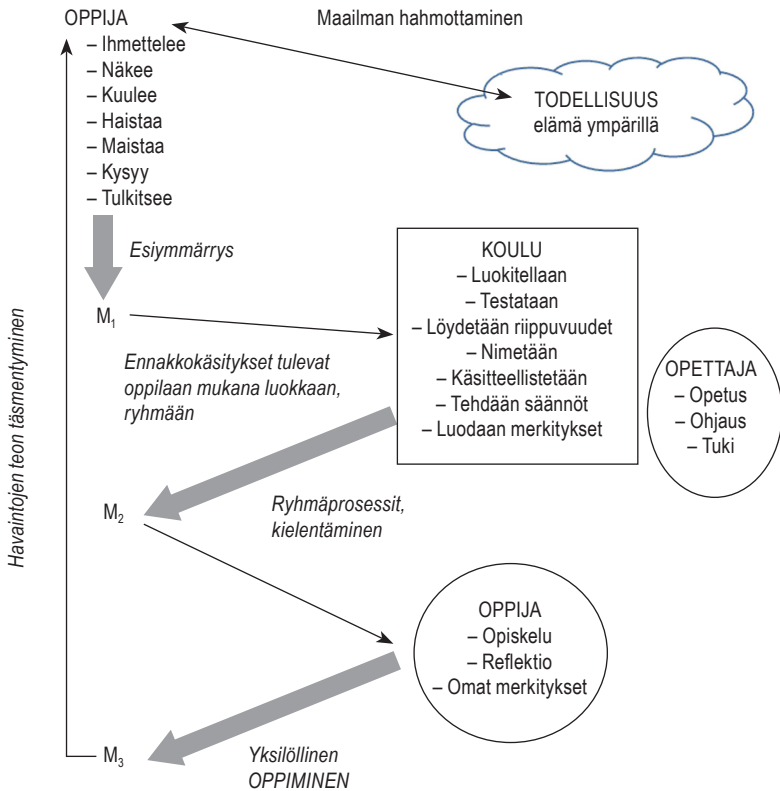 OPPIJA
– Ihmettelee
– Näkee
– Kuulee
– Haistaa
– Maistaa
– Kysyy
– Tulkitsee
Maailman hahmottaminen
TODELLISUUS
elämä ympärillä
Esiymmärrys
M₁
Ennakkokäsitykset tulevat
oppilaan mukana luokkaan,
ryhmään
KOULU
– Luokitellaan
– Testataan
– Löydetään riippuvuudet
– Nimetään
– Käsitteellistetään
– Tehdään säännöt
– Luodaan merkitykset
OPETTAJA
– Opetus
– Ohjaus
– Tuki
Havaintojen teon täsmentyminen
M₂
Ryhmäprosessit,
kielentäminen
OPPIJA
– Opiskelu
– Reflektio
– Omat merkitykset
M₃
Yksilöllinen
OPPIMINEN